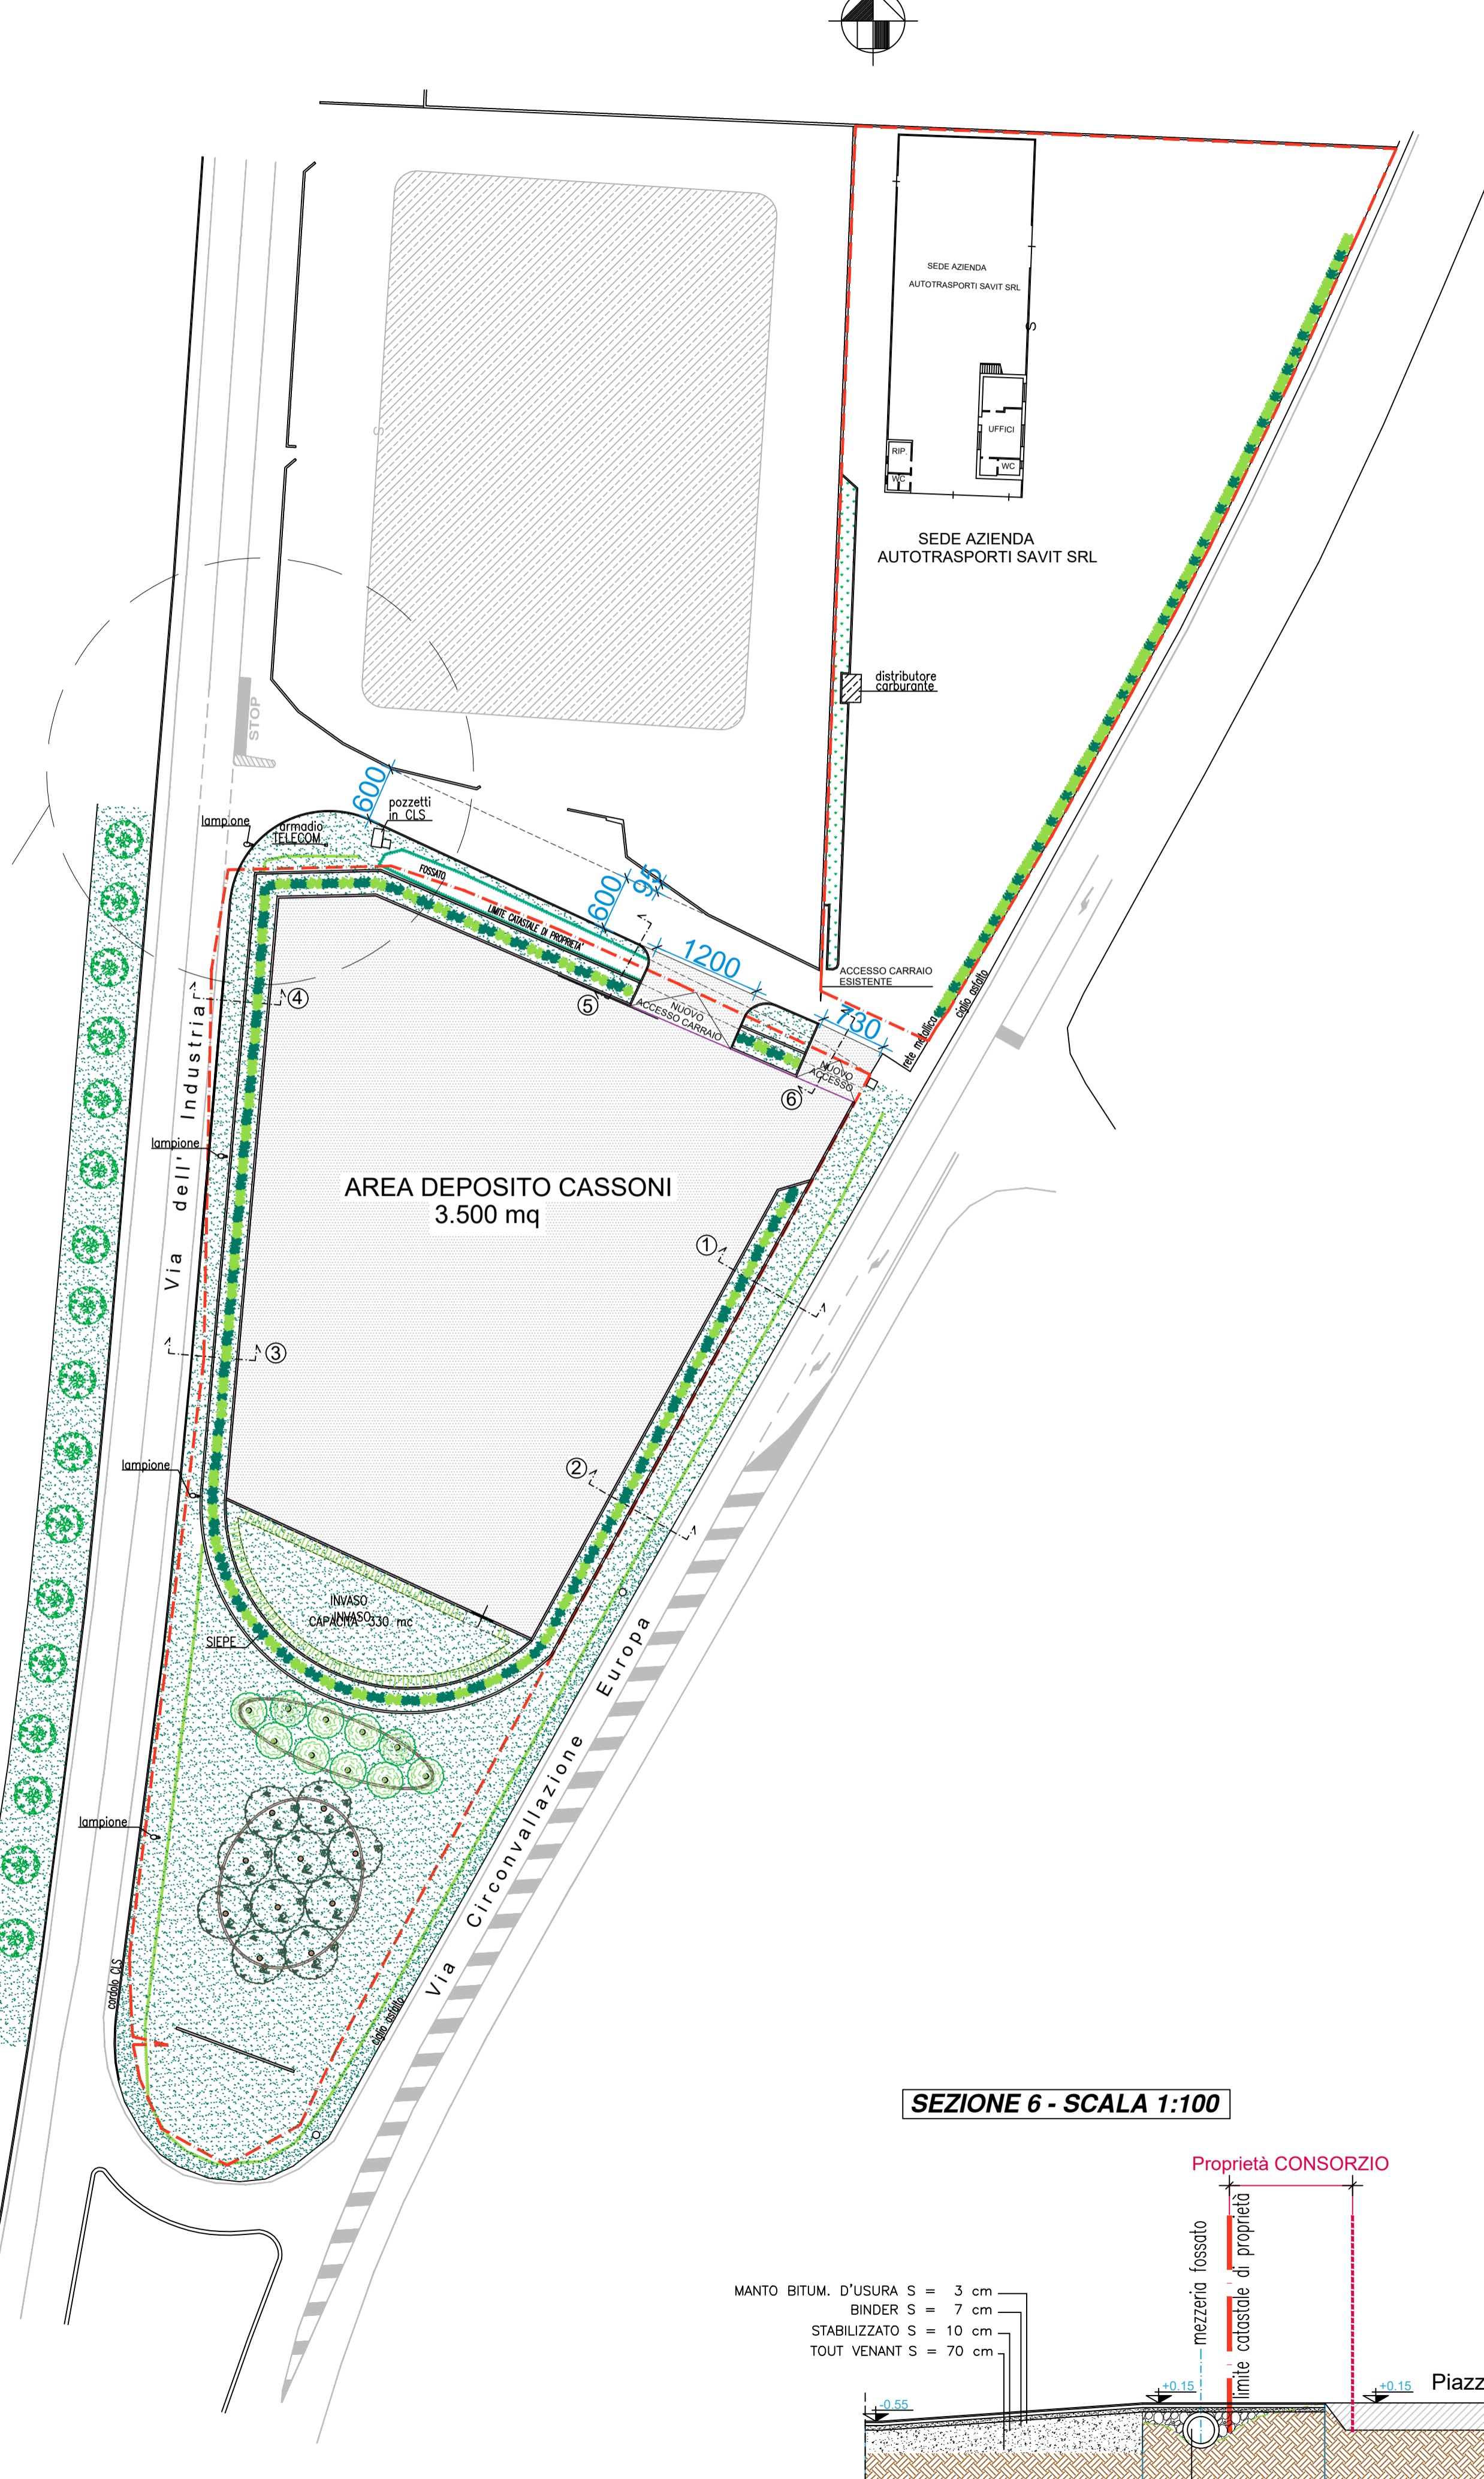 SEDE AZIENDA
AUTOTRASPORTI SAVIT SRL
S
UFFICI
WC
RIP.
WC
S
SEDE AZIENDA
AUTOTRASPORTI SAVIT SRL
distributore
carburante
STOP
600
pozzetti
in CLS
lampione
armadio
TELECOM
FOSSATO
LIMITE CATASTALE DI PROPRIETA'
600
95
1200
ACCESSO CARRAIO
ESISTENTE
730
rete metallica
ciglio asfalto
NUOVO
ACCESSO CARRAIO
NUOVO
ACCESSO
4
5
6
Via dell' Industria
lampione
AREA DEPOSITO CASSONI
3.500 mq
1
3
2
lampione
INVASO
INVASO
CAPACITA' 330 mc
SIEPE
Via Circonvallazione Europa
lampione
cordolo CLS
ciglio asfalto
SEZIONE 6 - SCALA 1:100
Proprietà CONSORZIO
mezzeria fossato
limite catastale di proprietà
MANTO BITUM. D'USURA S = 3 cm
BINDER S = 7 cm
STABILIZZATO S = 10 cm
TOUT VENANT S = 70 cm
+0.15
+0.15
Piazz
-0.55